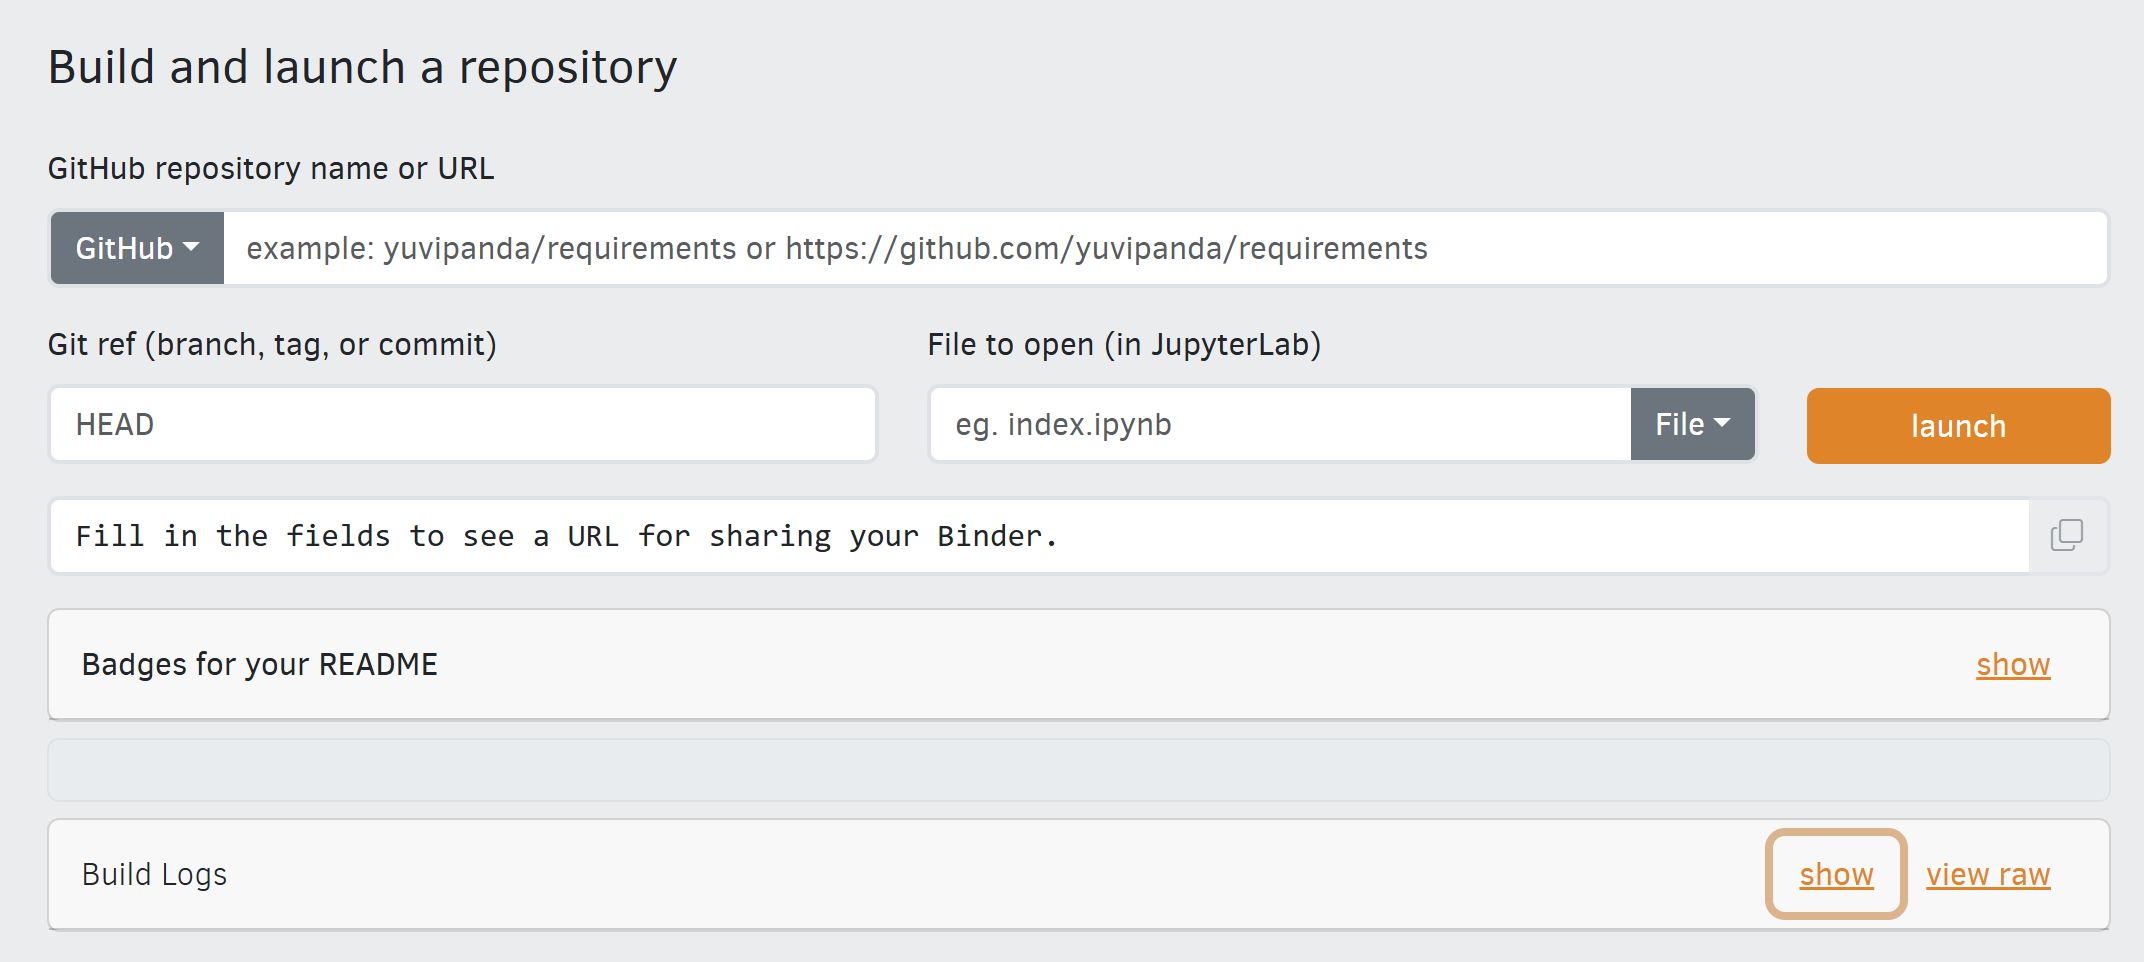 Build and launch a repository
GitHub repository name or URL
GitHub example: yuvipanda/requirements or https://github.com/yuvipanda/requirements
Git ref (branch, tag, or commit) File to open (in JupyterLab)
HEAD eg. index.ipynb File launch
Fill in the fields to see a URL for sharing your Binder.
Badges for your README show
Build Logs show view raw